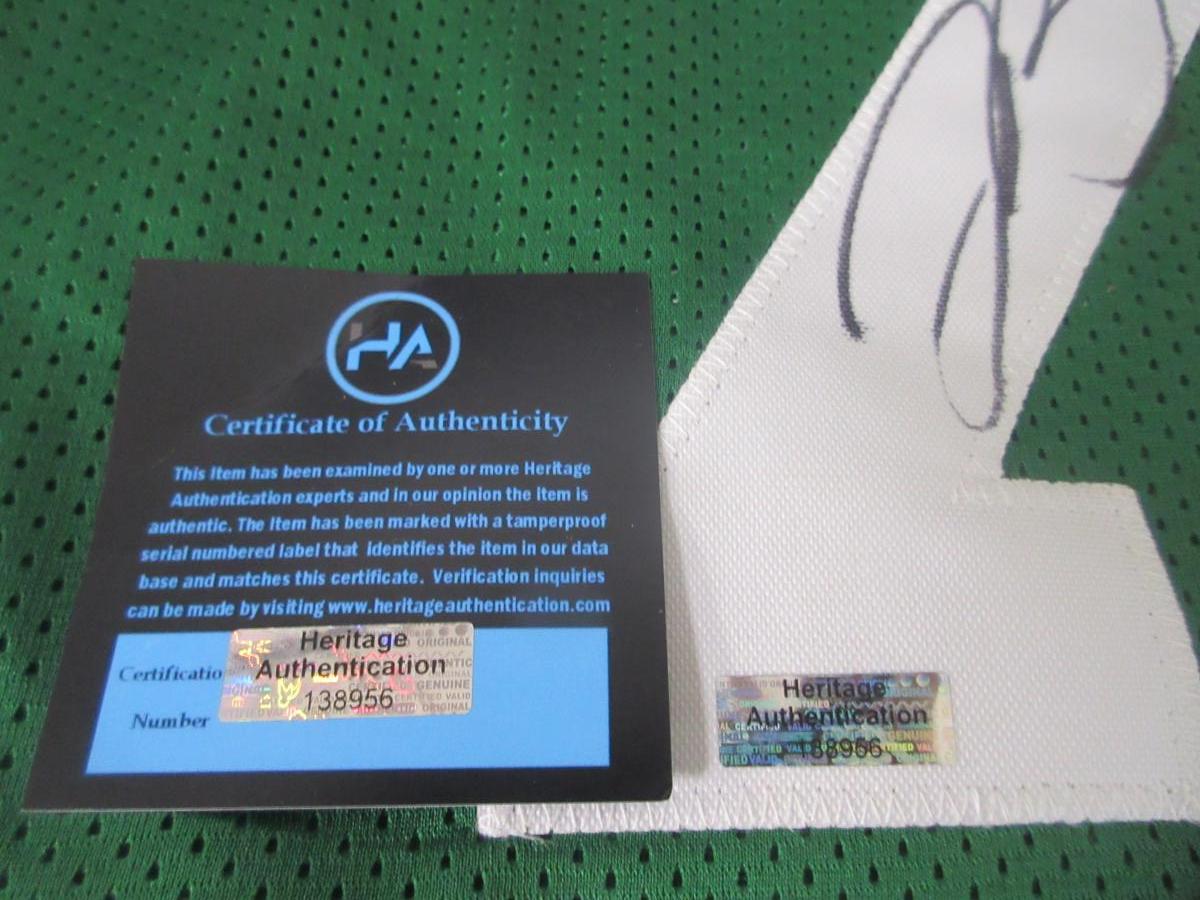 HA
Certificate of Authenticity
This Item has been examined by one or more Heritage
Authentication experts and in our opinion the item is
authentic. The Item has been marked with a tamperproof
serial numbered label that identifies the item in our data
base and matches this certificate. Verification inquiries
can be made by visiting www.heritageauthentication.com
Certificatio
Number
Heritage
Authentication
138956
Heritage
Authentication
138956